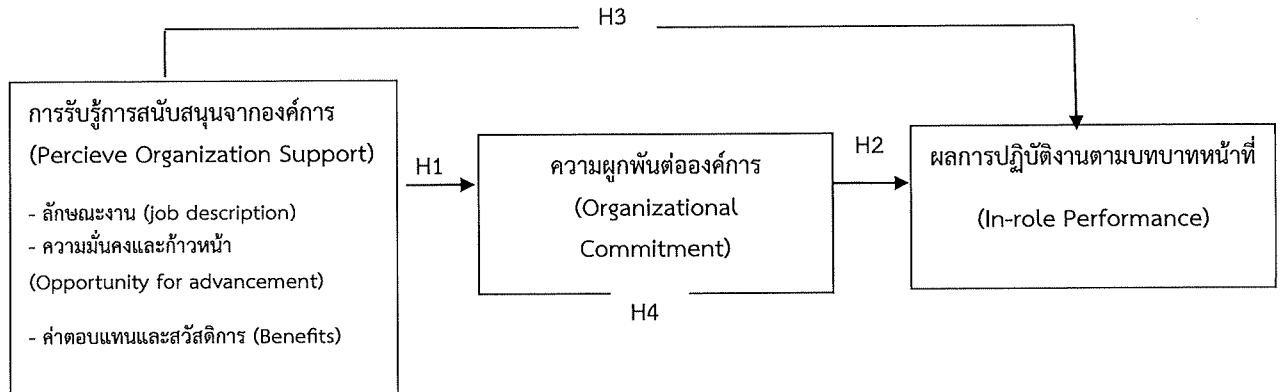 H3
การรับรู้การสนับสนุนจากองค์การ
(Percieve Organization Support)
- ลักษณะงาน (job description)
- ความมั่นคงและก้าวหน้า
(Opportunity for advancement)
- ค่าตอบแทนและสวัสดิการ (Benefits)
H1
ความผูกพันต่อองค์การ
(Organizational
Commitment)
H4
H2
ผลการปฏิบัติงานตามบทบาทหน้าที่
(In-role Performance)